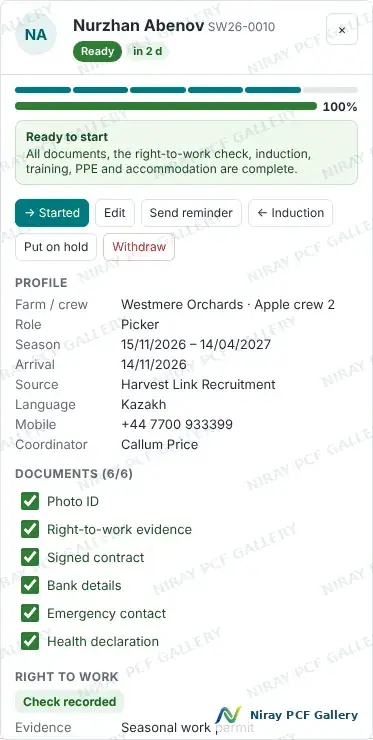 NA
Nurzhan Abenov SW26-0010
Ready in 2 d
×
100%
Ready to start
All documents, the right-to-work check, induction,
training, PPE and accommodation are complete.
→ Started Edit Send reminder ← Induction
Put on hold Withdraw
PROFILE
Farm / crew Westmere Orchards · Apple crew 2
Role Picker
Season 15/11/2026 – 14/04/2027
Arrival 14/11/2026
Source Harvest Link Recruitment
Language Kazakh
Mobile +44 7700 933399
Coordinator Callum Price
DOCUMENTS (6/6)
Photo ID
Right-to-work evidence
Signed contract
Bank details
Emergency contact
Health declaration
RIGHT TO WORK
Check recorded
Evidence Seasonal work permit
Niray PCF Gallery
NIRAY PCF GALLERY